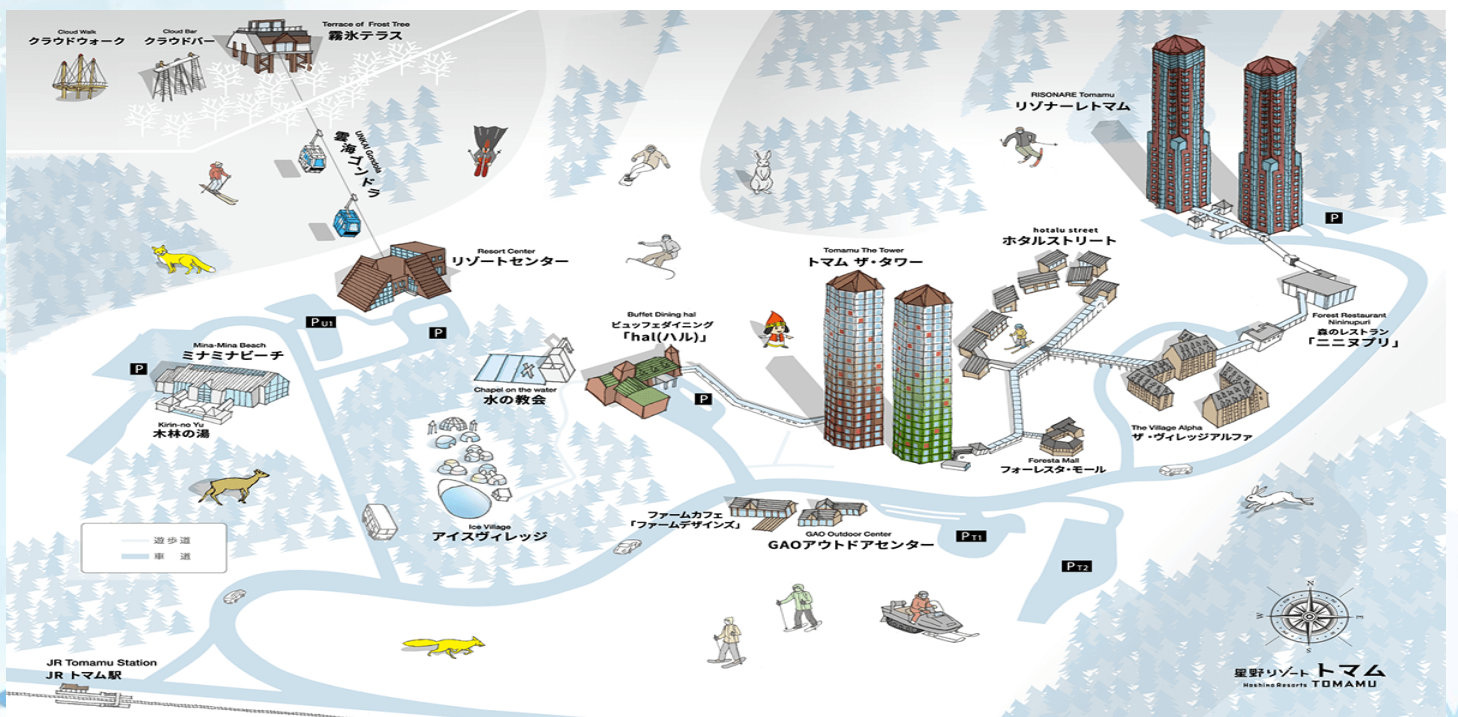 Cloud Walk
クラウドウォーク
Cloud Bar
クラウドバー
Terrace of Frost Tree
霧氷テラス
UNKAI Gondola
雲海ゴンドラ
RISONARE Tomamu
リゾナーレトマム
P
Resort Center
リゾートセンター
Tomamu The Tower
トマム ザ・タワー
hotalu street
ホタルストリート
P U1
P
Buffet Dining hal
ビュッフェダイニング
「hal(ハル)」
Forest Restaurant
Nininupuri
森のレストラン
「ニニヌプリ」
Mina-Mina Beach
ミナミナビーチ
P
Kirin-no Yu
木林の湯
Chapel on the water
水の教会
P
The Village Alpha
ザ・ヴィレッジアルファ
Foresta Mall
フォーレスタ・モール
Ice Village
アイスヴィレッジ
ファームカフェ
「ファームデザインズ」
GAO Outdoor Center
GAOアウトドアセンター
P T1
P T2
遊歩道
車 道
N
W
E
S
JR Tomamu Station
JR トマム駅
星野リゾート トマム
Hoshino Resorts TOMAMU